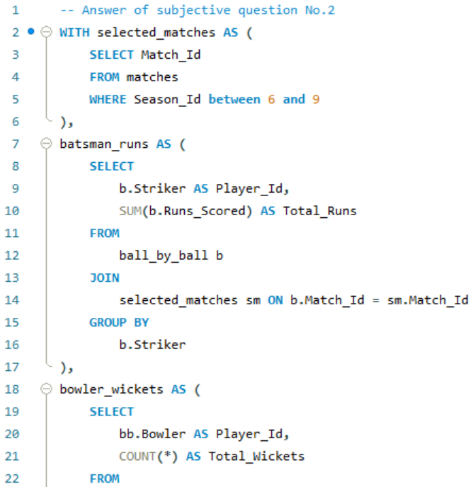 1 -- Answer of subjective question No.2
2 WITH selected_matches AS (
3 SELECT Match_Id
4 FROM matches
5 WHERE Season_Id between 6 and 9
6 ),
7 batsman_runs AS (
8 SELECT
9 b.Striker AS Player_Id,
10 SUM(b.Runs_Scored) AS Total_Runs
11 FROM
12 ball_by_ball b
13 JOIN
14 selected_matches sm ON b.Match_Id = sm.Match_Id
15 GROUP BY
16 b.Striker
17 ),
18 bowler_wickets AS (
19 SELECT
20 bb.Bowler AS Player_Id,
21 COUNT(*) AS Total_Wickets
22 FROM